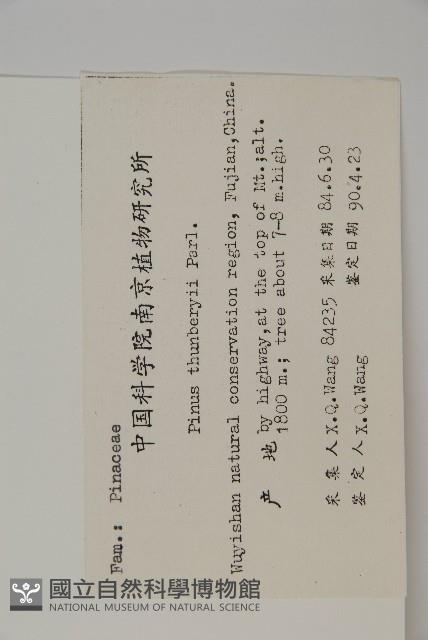 Fam.: Pinaceae
中国科学院南京植物研究所
Pinus thunberyii Parl.
Wuyishan natural conservation region, Fujian,China.
产 地 by highway,at the top of Mt.;alt.
1800 m.; tree about 7-8 m.high.
采 集 人 X.Q.Wang 84235 采集日期 84.6.30
鉴 定 人 X.Q.Wang 鉴定日期 90.4.23
國立自然科學博物館
NATIONAL MUSEUM OF NATURAL SCIENCE